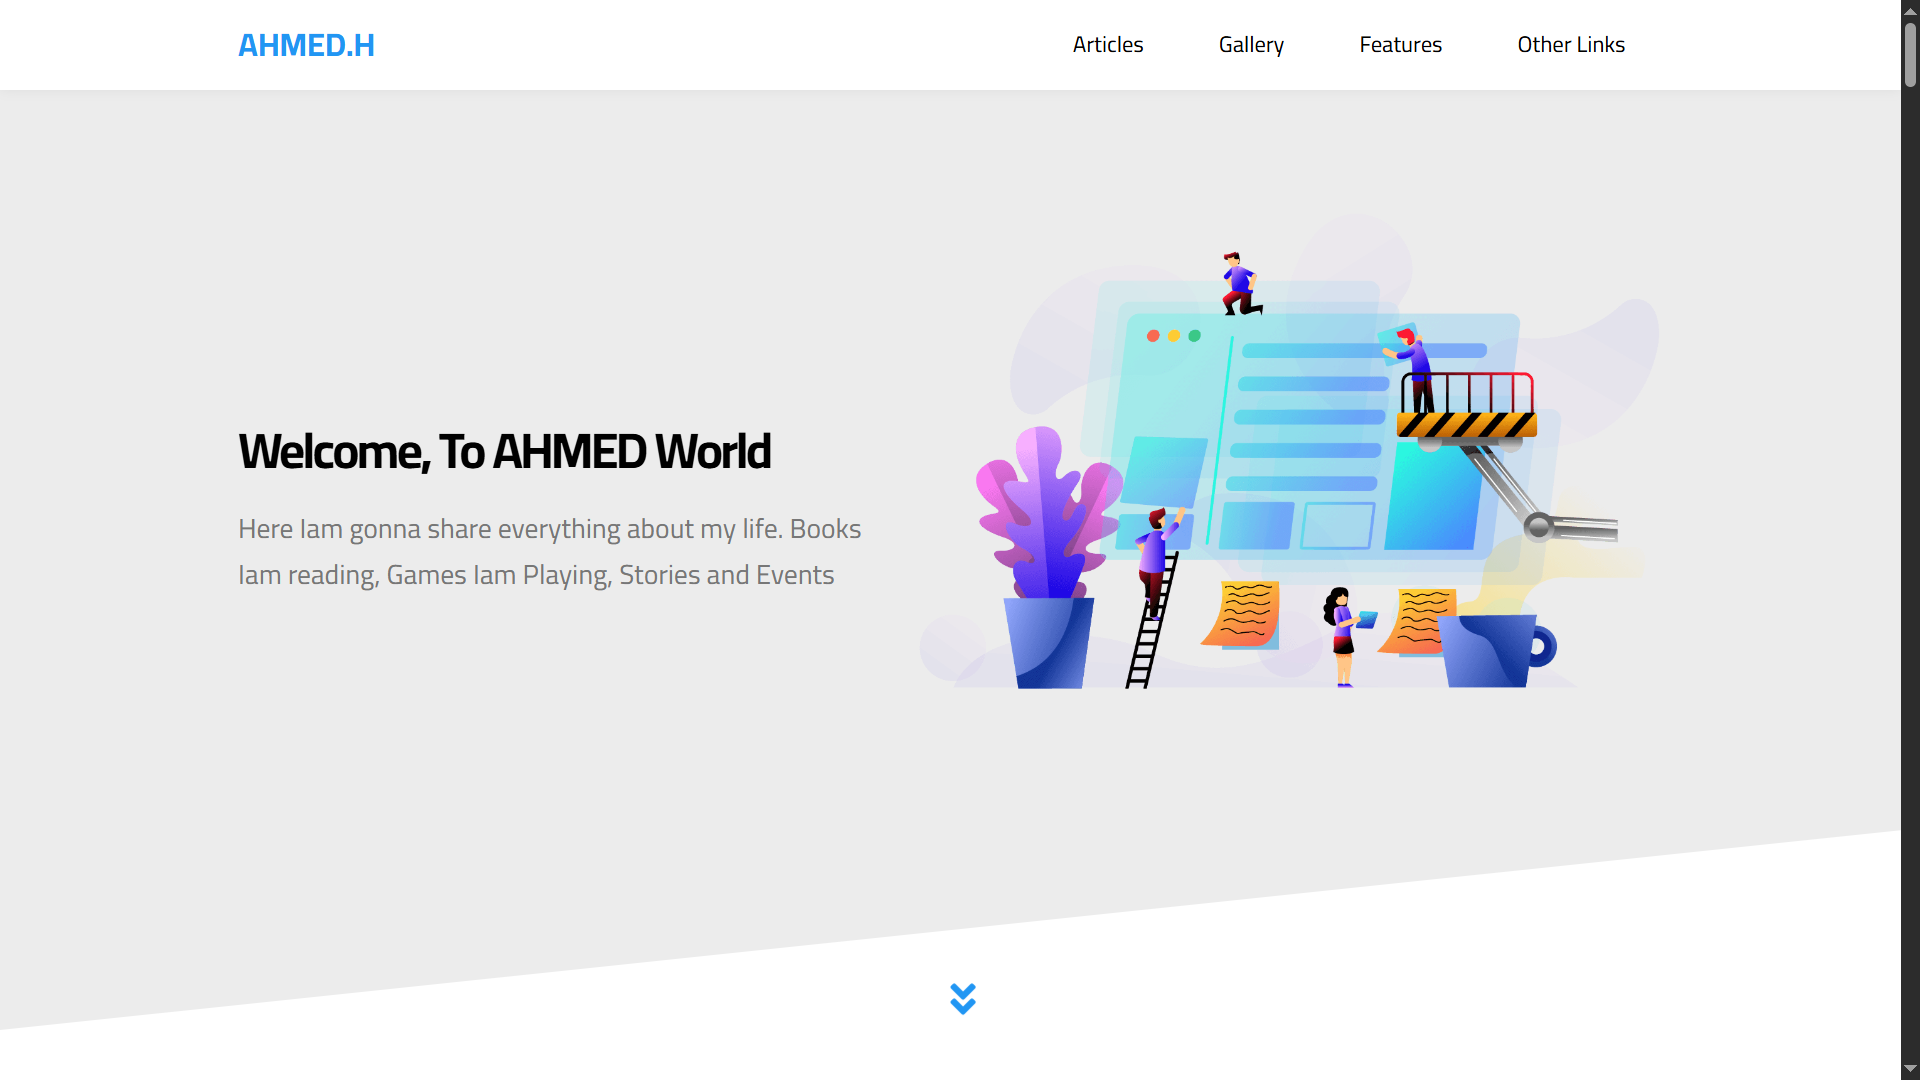 AHMED.H
Articles
Gallery
Features
Other Links
Welcome, To AHMED World
Here Iam gonna share everything about my life. Books
Iam reading, Games Iam Playing, Stories and Events